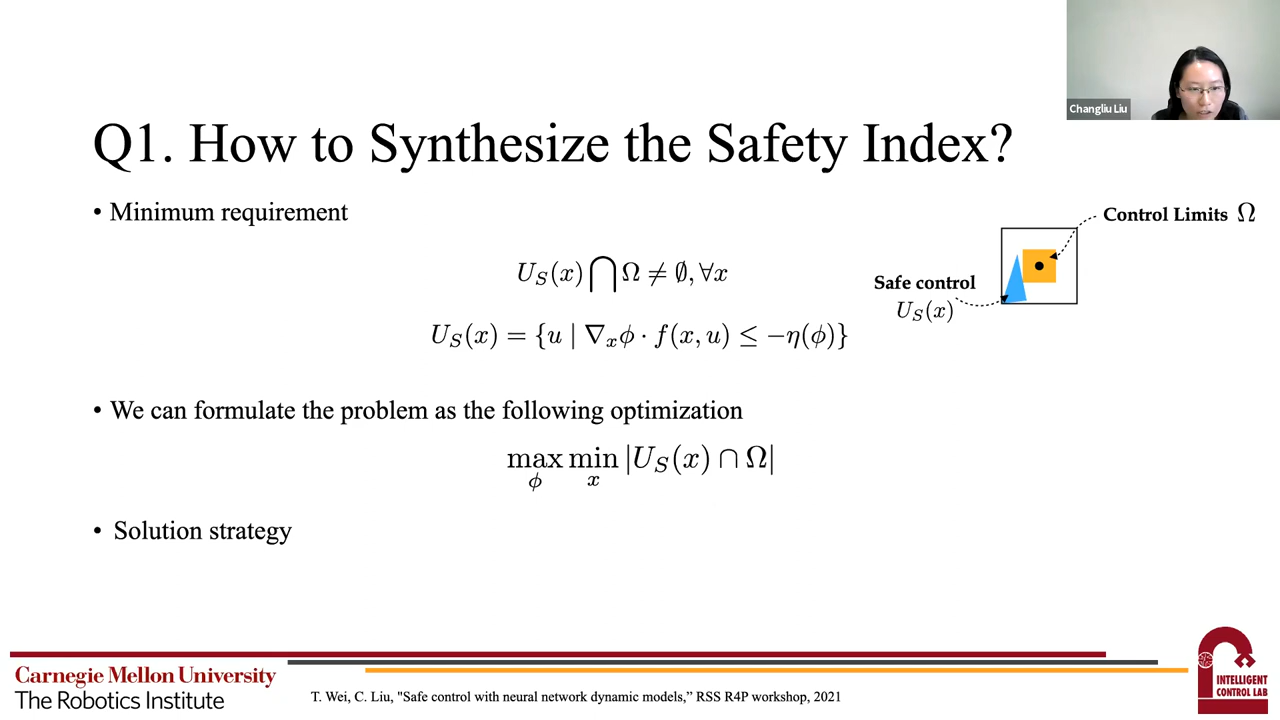 Changliu Liu
Q1. How to Synthesize the Safety Index?
• Minimum requirement
U_S(x) ⋂ Ω ≠ ∅, ∀x
U_S(x) = {u | ∇_xϕ · f(x, u) ≤ −η(ϕ)}
Control Limits Ω
Safe control
U_S(x)
• We can formulate the problem as the following optimization
max_ϕ min_x |U_S(x) ∩ Ω|
• Solution strategy
Carnegie Mellon University
The Robotics Institute
T. Wei, C. Liu, "Safe control with neural network dynamic models,” RSS R4P workshop, 2021
INTELLIGENT
CONTROL LAB